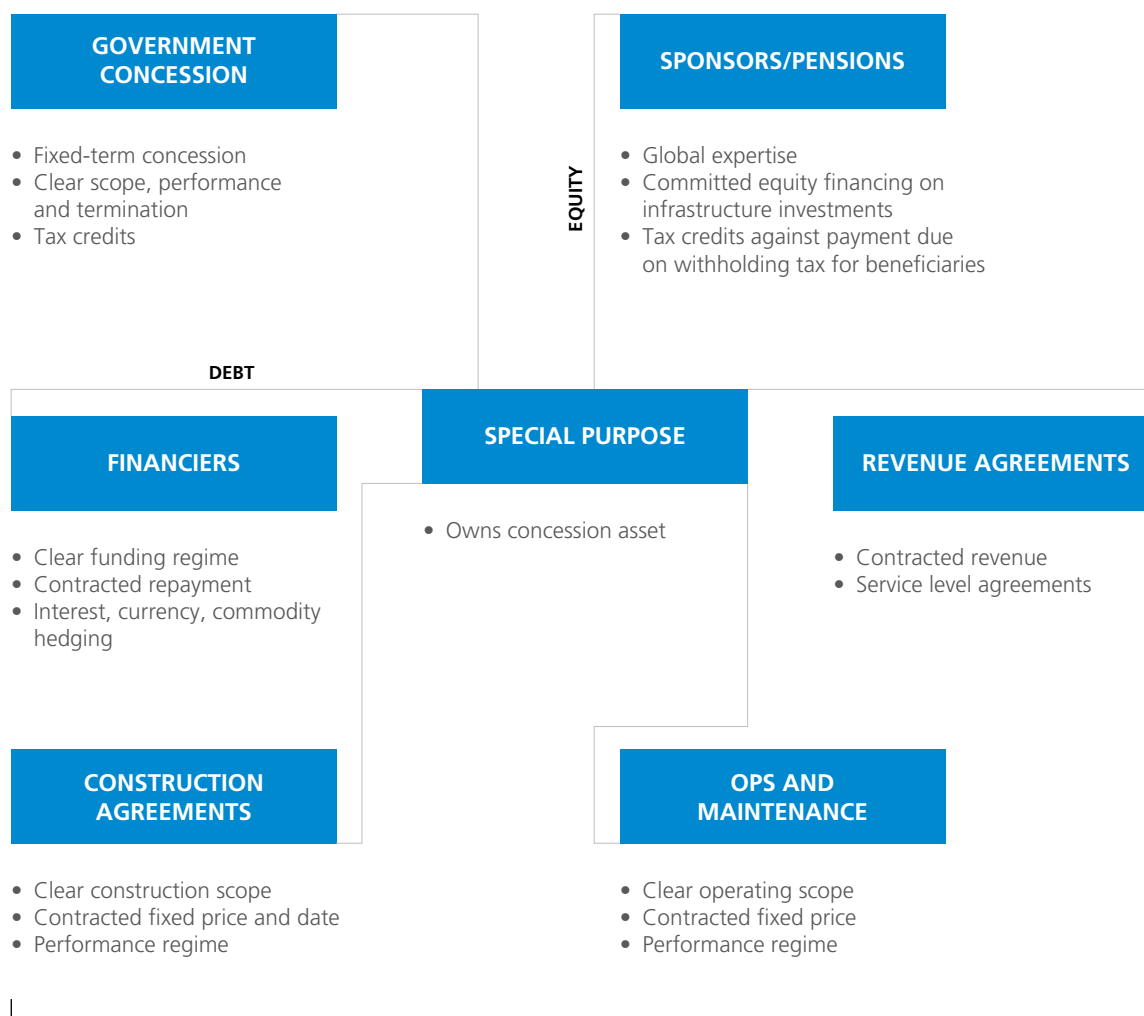 GOVERNMENT
CONCESSION
• Fixed-term concession
• Clear scope, performance
and termination
• Tax credits
EQUITY
SPONSORS/PENSIONS
• Global expertise
• Committed equity financing on
infrastructure investments
• Tax credits against payment due
on withholding tax for beneficiaries
DEBT
FINANCIERS
• Clear funding regime
• Contracted repayment
• Interest, currency, commodity
hedging
SPECIAL PURPOSE
• Owns concession asset
REVENUE AGREEMENTS
• Contracted revenue
• Service level agreements
CONSTRUCTION
AGREEMENTS
• Clear construction scope
• Contracted fixed price and date
• Performance regime
OPS AND
MAINTENANCE
• Clear operating scope
• Contracted fixed price
• Performance regime